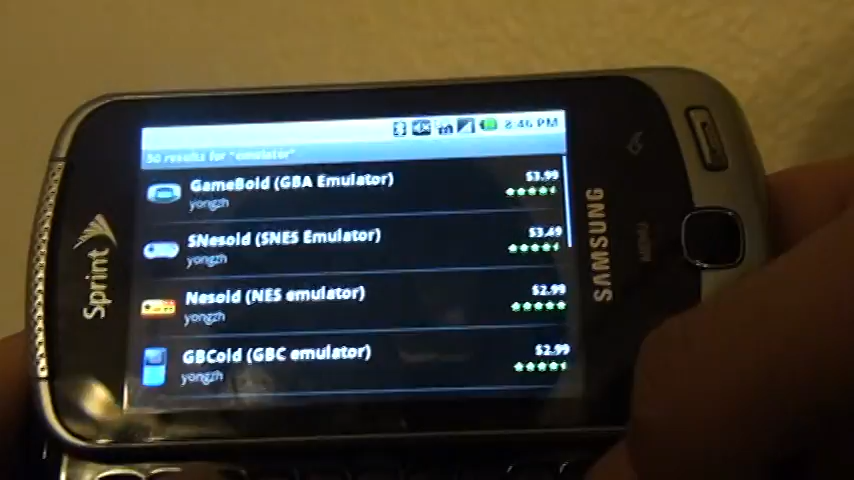 8:46 PM
50 results for "emulator"
GameBoid (GBA Emulator)
$3.99
yongzh
SNesoid (SNES Emulator)
$3.49
yongzh
Nesoid (NES emulator)
$2.99
yongzh
GBCoid (GBC emulator)
$2.99
yongzh
Sprint
SAMSUNG
MENU